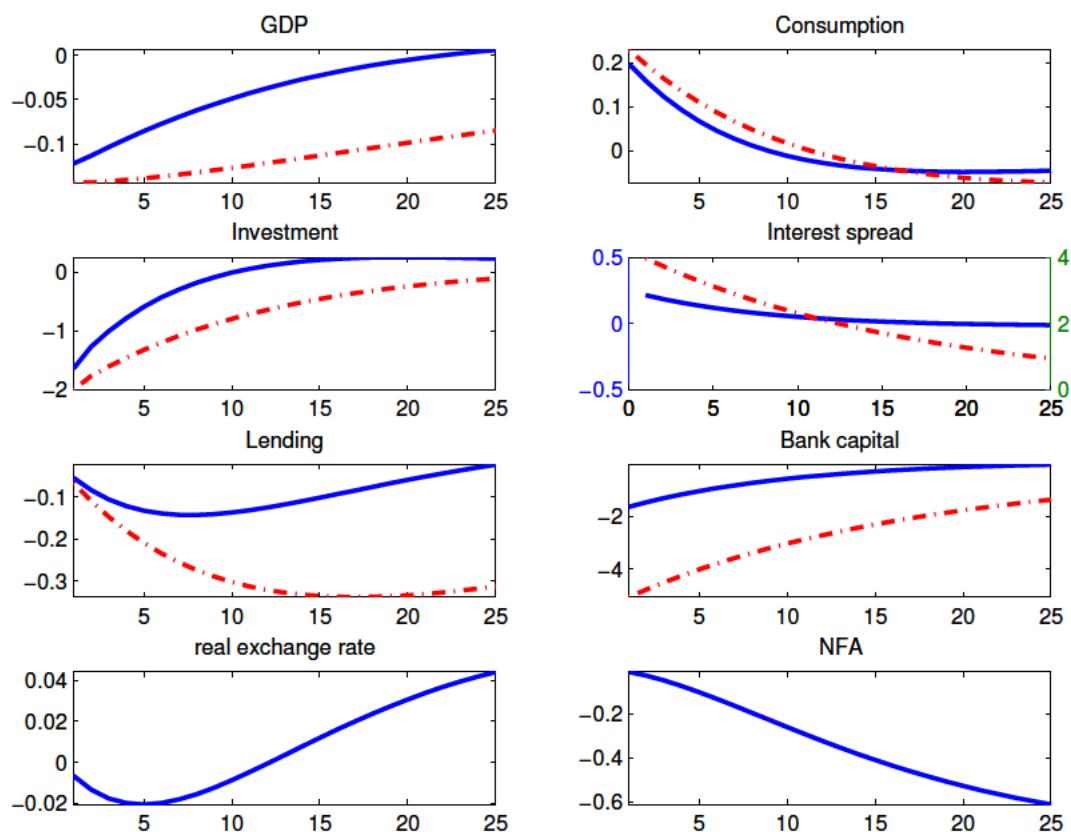 GDP
0
−0.05
−0.1
5 10 15 20 25
Consumption
0.2
0.1
0
5 10 15 20 25
Investment
0
−1
−2
5 10 15 20 25
Interest spread
0.5 4
0 2
−0.5 0
0 5 10 15 20 25
Lending
−0.1
−0.2
−0.3
5 10 15 20 25
Bank capital
−2
−4
5 10 15 20 25
real exchange rate
0.04
0.02
0
−0.02
5 10 15 20 25
NFA
−0.2
−0.4
−0.6
5 10 15 20 25